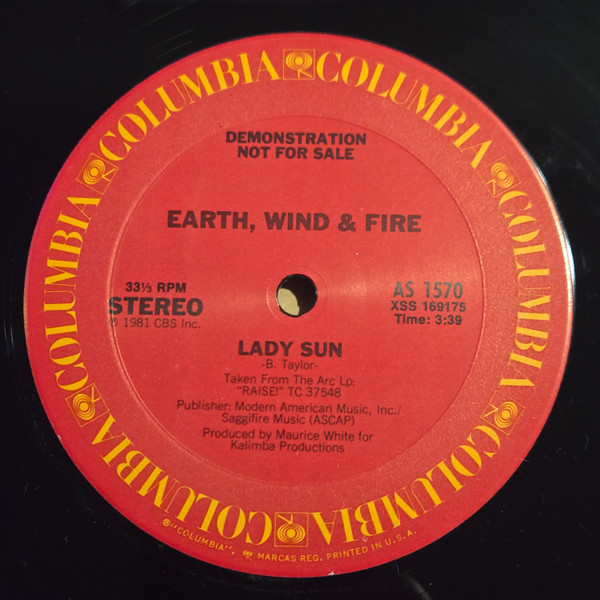 COLUMBIA COLUMBIA COLUMBIA COLUMBIA COLUMBIA COLUMBIA COLUMBIA COLUMBIA
DEMONSTRATION
NOT FOR SALE
EARTH, WIND & FIRE
33⅓ RPM
STEREO
℗ 1981 CBS Inc.
AS 1570
XSS 169175
Time: 3:39
LADY SUN
-B. Taylor-
Taken From The Arc Lp:
"RAISE!" TC 37548
Publisher: Modern American Music, Inc./
Saggifire Music (ASCAP)
Produced by Maurice White for
Kalimba Productions
®"COLUMBIA", MARCAS REG. PRINTED IN U.S.A.